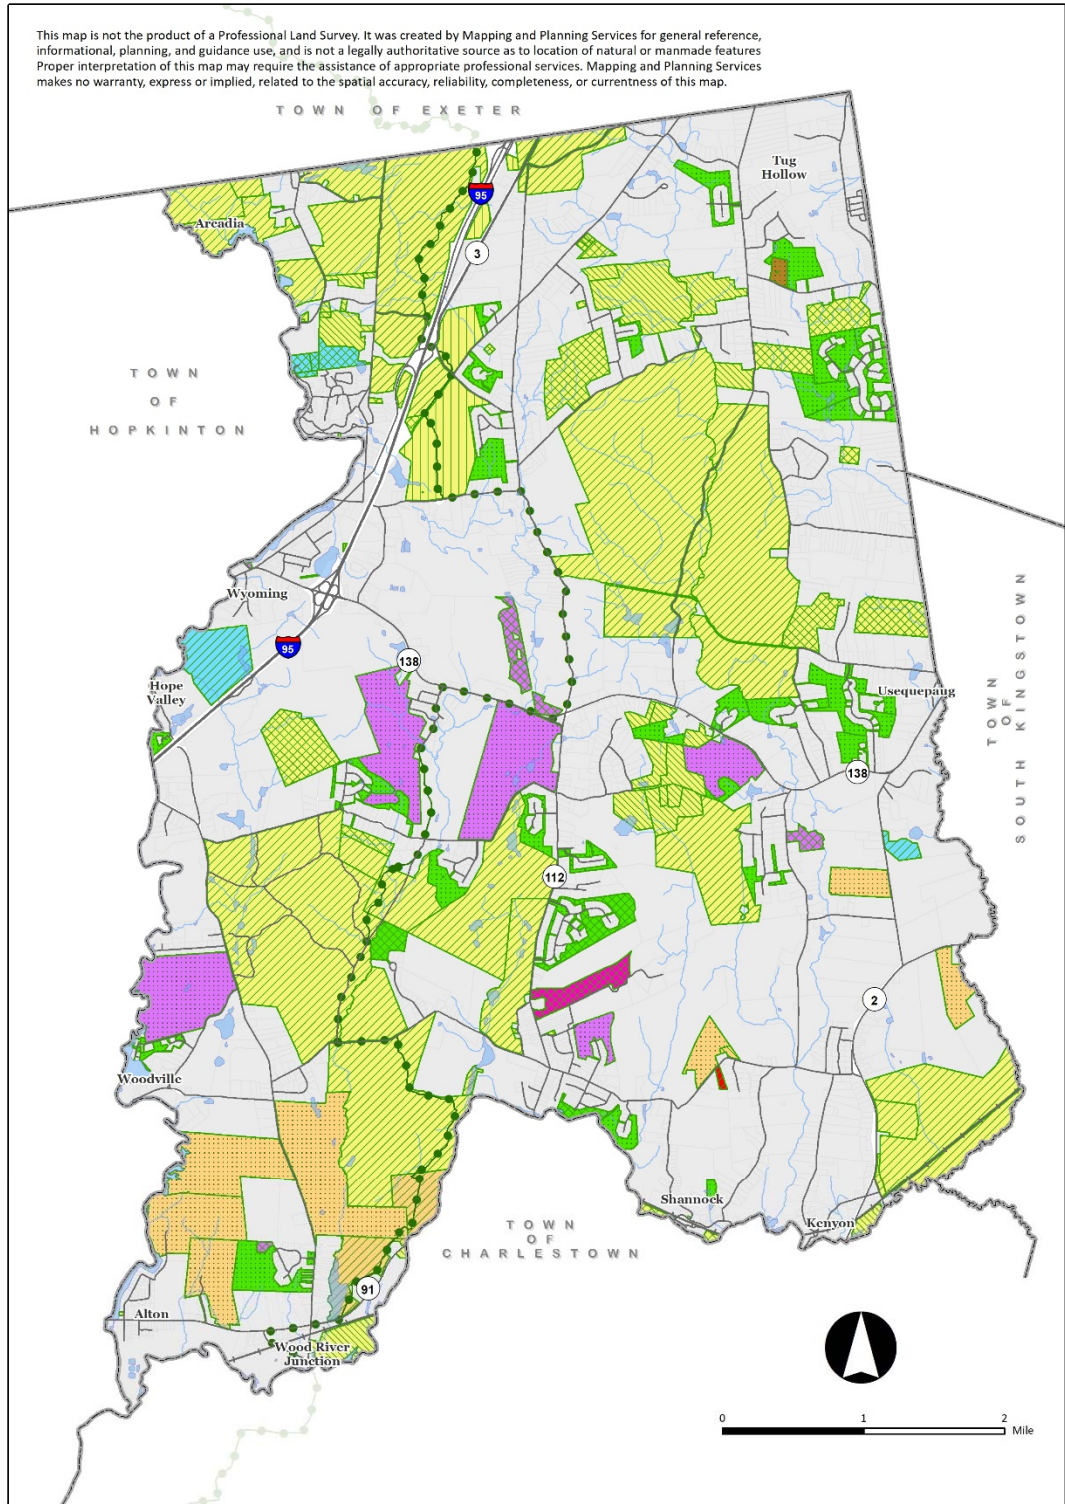 This map is not the product of a Professional Land Survey. It was created by Mapping and Planning Services for general reference,
informational, planning, and guidance use, and is not a legally authoritative source as to location of natural or manmade features
Proper interpretation of this map may require the assistance of appropriate professional services. Mapping and Planning Services
makes no warranty, express or implied, related to the spatial accuracy, reliability, completeness, or currentness of this map.
TOWN OF EXETER
Tug
Hollow
95
Arcadia
3
TOWN
OF
HOPKINTON
Wyoming
95
138
Hope
Valley
Usequepaug
TOWN
OF
SOUTH KINGSTOWN
138
112
2
Woodville
Shannock
Kenyon
TOWN
OF
CHARLESTOWN
91
Alton
Wood River
Junction
0 1 2
Mile